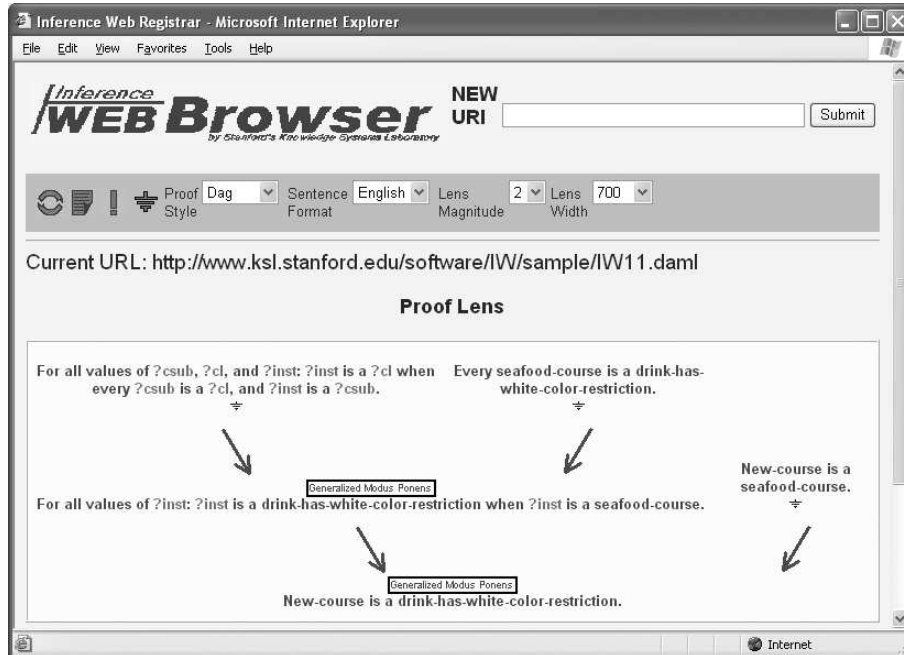 Inference Web Registrar - Microsoft Internet Explorer
File Edit View Favorites Tools Help
Inference
WEB Browser
by Stanford's Knowledge Systems Laboratory
NEW
URI
Submit
Proof Style Dag Sentence Format English Lens Magnitude 2 Lens Width 700
Current URL: http://www.ksl.stanford.edu/software/IW/sample/IW11.daml
Proof Lens
For all values of ?csub, ?cl, and ?inst: ?inst is a ?cl when
every ?csub is a ?cl, and ?inst is a ?csub.
Every seafood-course is a drink-has-
white-color-restriction.
New-course is a
seafood-course.
Generalized Modus Ponens
For all values of ?inst: ?inst is a drink-has-white-color-restriction when ?inst is a seafood-course.
Generalized Modus Ponens
New-course is a drink-has-white-color-restriction.
Internet